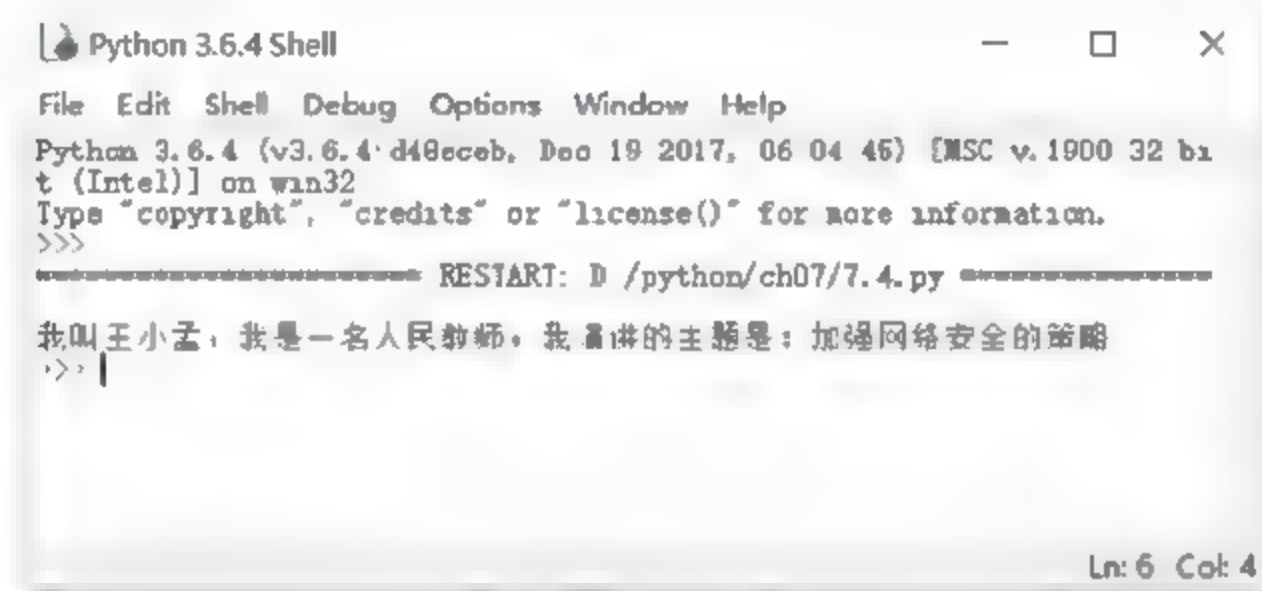 Python 3.6.4 Shell
File Edit Shell Debug Options Window Help
Python 3.6.4 (v3.6.4:d48eceb, Dec 19 2017, 06:04:45) [MSC v.1900 32 bi
t (Intel)] on win32
Type "copyright", "credits" or "license()" for more information.
>>>
RESTART: D:/python/ch07/7.4.py
我叫王小孟，我是一名人民教师，我演讲的主题是：加强网络安全的策略
>>>
Ln: 6 Col: 4